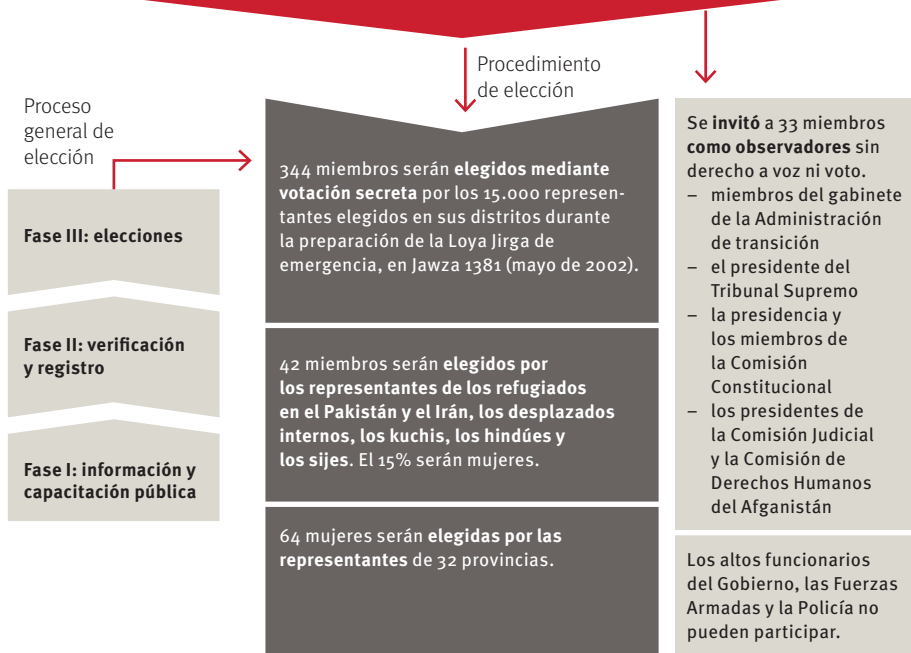 Proceso
general de
elección
Fase III: elecciones
Fase II: verificación
y registro
Fase I: información y
capacitación pública
Procedimiento
de elección
344 miembros serán elegidos mediante
votación secreta por los 15.000 represen-
tantes elegidos en sus distritos durante
la preparación de la Loya Jirga de
emergencia, en Jawza 1381 (mayo de 2002).
42 miembros serán elegidos por
los representantes de los refugiados
en el Pakistán y el Irán, los desplazados
internos, los kuchis, los hindúes y
los sijes. El 15% serán mujeres.
64 mujeres serán elegidas por las
representantes de 32 provincias.
Se invitó a 33 miembros
como observadores sin
derecho a voz ni voto.
– miembros del gabinete
de la Administración
de transición
– el presidente del
Tribunal Supremo
– la presidencia y
los miembros de
la Comisión
Constitucional
– los presidentes de
la Comisión Judicial
y la Comisión de
Derechos Humanos
del Afganistán
Los altos funcionarios
del Gobierno, las Fuerzas
Armadas y la Policía no
pueden participar.